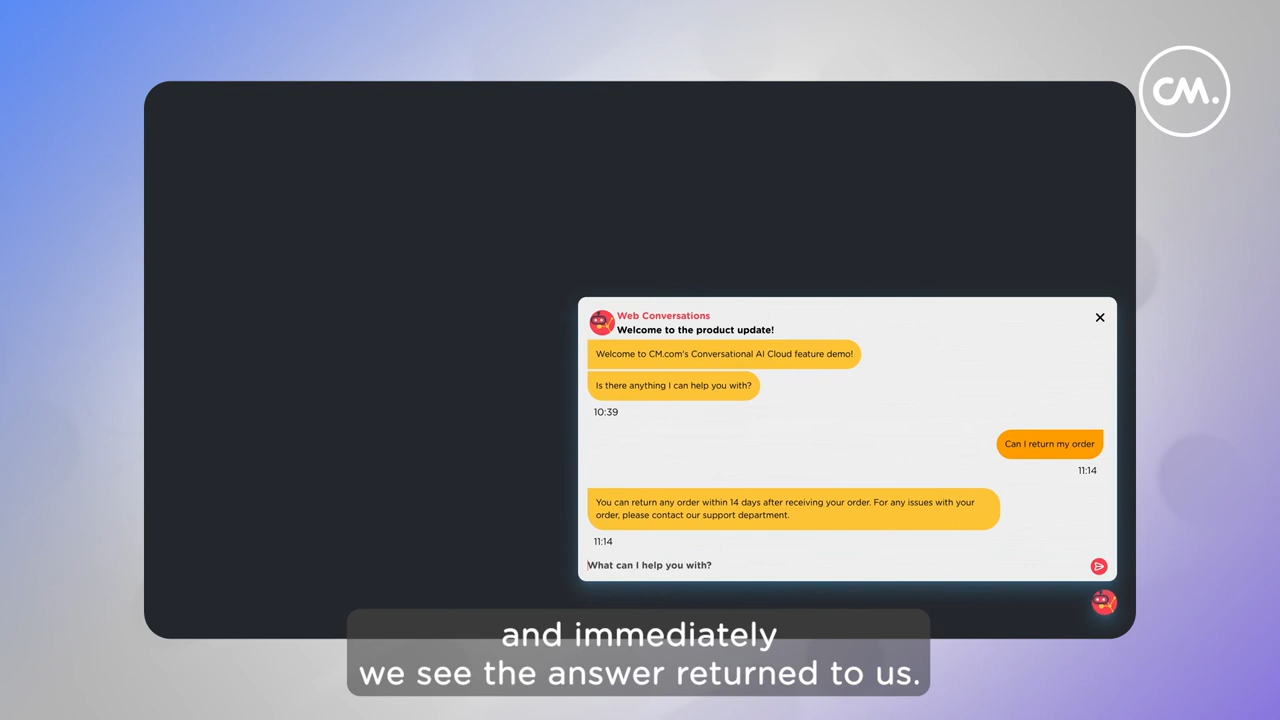 CM.
Web Conversations
Welcome to the product update!
Welcome to CM.com's Conversational AI Cloud feature demo!
Is there anything I can help you with?
10:39
Can I return my order
11:14
You can return any order within 14 days after receiving your order. For any issues with your
order, please contact our support department.
11:14
What can I help you with?
and immediately
we see the answer returned to us.